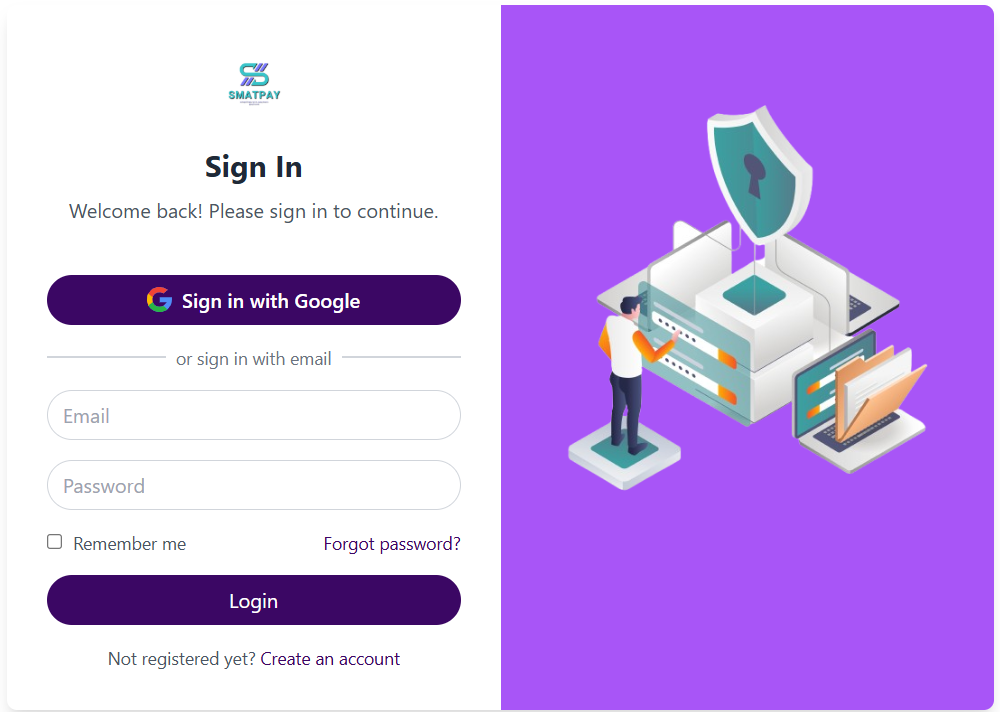 SMATPAY
Sign In
Welcome back! Please sign in to continue.
Sign in with Google
or sign in with email
Email
Password
Remember me
Forgot password?
Login
Not registered yet? Create an account